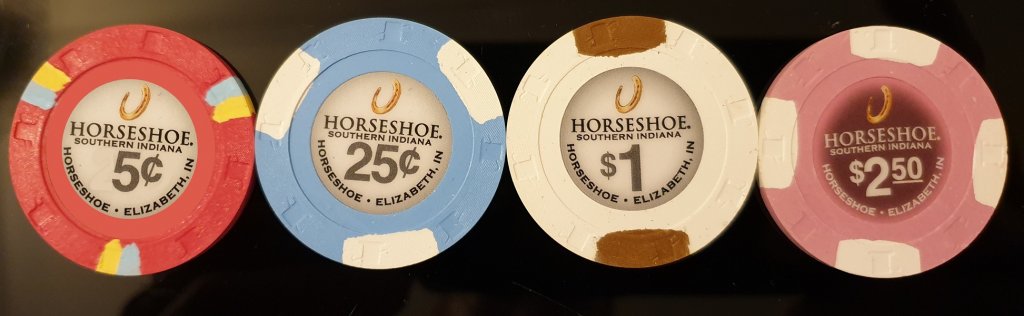 HORSESHOE.
SOUTHERN INDIANA
5¢
HORSESHOE • ELIZABETH, IN
HORSESHOE.
SOUTHERN INDIANA
25¢
HORSESHOE • ELIZABETH, IN
HORSESHOE.
SOUTHERN INDIANA
$1
HORSESHOE • ELIZABETH, IN
HORSESHOE.
SOUTHERN INDIANA
$2.50
HORSESHOE • ELIZABETH, IN